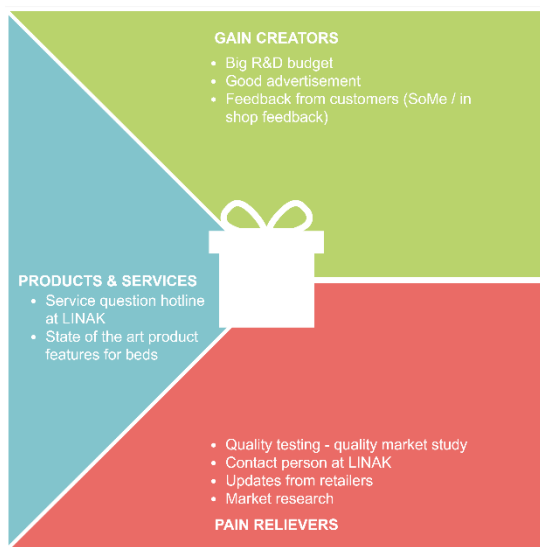 GAIN CREATORS
• Big R&D budget
• Good advertisement
• Feedback from customers (SoMe / in
shop feedback)
PRODUCTS & SERVICES
• Service question hotline
at LINAK
• State of the art product
features for beds
• Quality testing - quality market study
• Contact person at LINAK
• Updates from retailers
• Market research
PAIN RELIEVERS